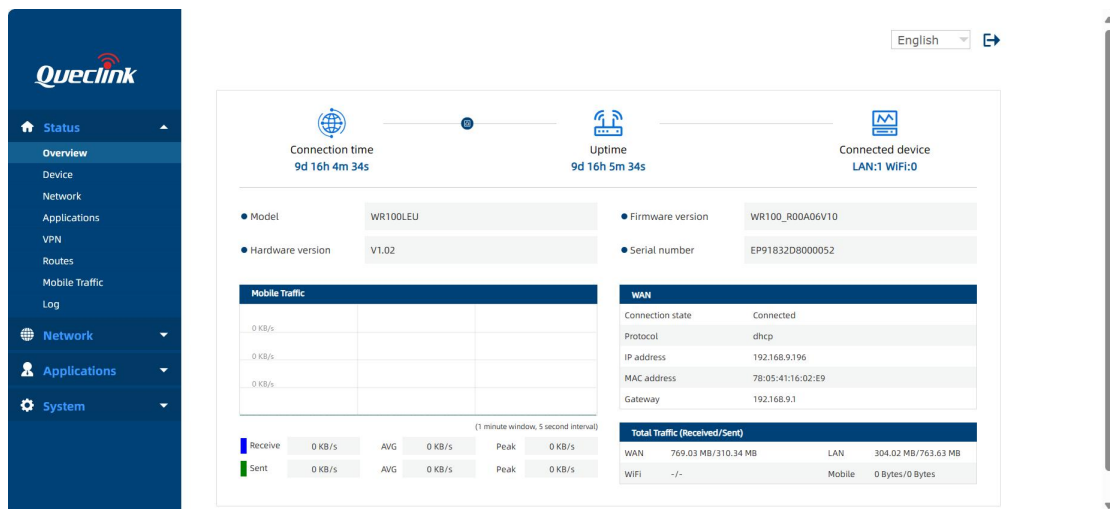 English
Queclink
Status
Overview
Device
Network
Applications
VPN
Routes
Mobile Traffic
Log
Network
Applications
System
Connection time
9d 16h 4m 34s
Uptime
9d 16h 5m 34s
Connected device
LAN:1 WiFi:0
Model WR100LEU
Firmware version WR100_R00A06V10
Hardware version V1.02
Serial number EP91832D8000052
Mobile Traffic
0 KB/s
0 KB/s
0 KB/s
(1 minute window, 5 second interval)
Receive 0 KB/s AVG 0 KB/s Peak 0 KB/s
Sent 0 KB/s AVG 0 KB/s Peak 0 KB/s
WAN
Connection state Connected
Protocol dhcp
IP address 192.168.9.196
MAC address 78:05:41:16:02:E9
Gateway 192.168.9.1
Total Traffic (Received/Sent)
WAN 769.03 MB/310.34 MB LAN 304.02 MB/763.63 MB
WiFi -/- Mobile 0 Bytes/0 Bytes